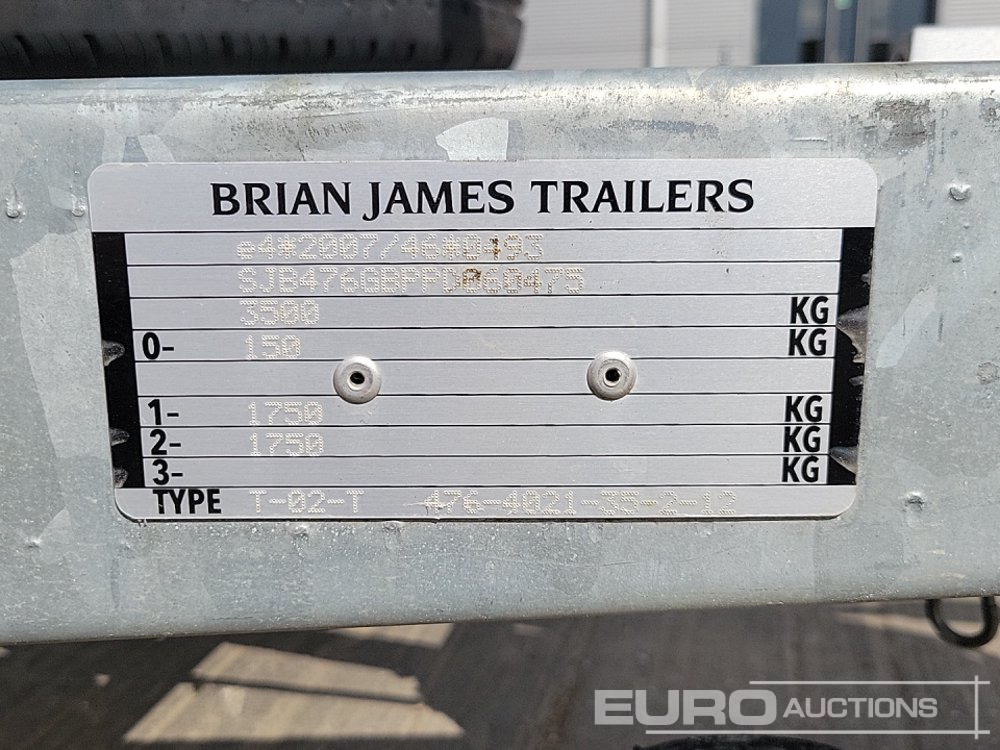 BRIAN JAMES TRAILERS
e4*2007/46*0493
SJB476GBPPD860475
3500 KG
0- 150 KG
1- 1750 KG
2- 1750 KG
3- KG
TYPE T-02-T 476-4021-35-2-12
EURO AUCTIONS